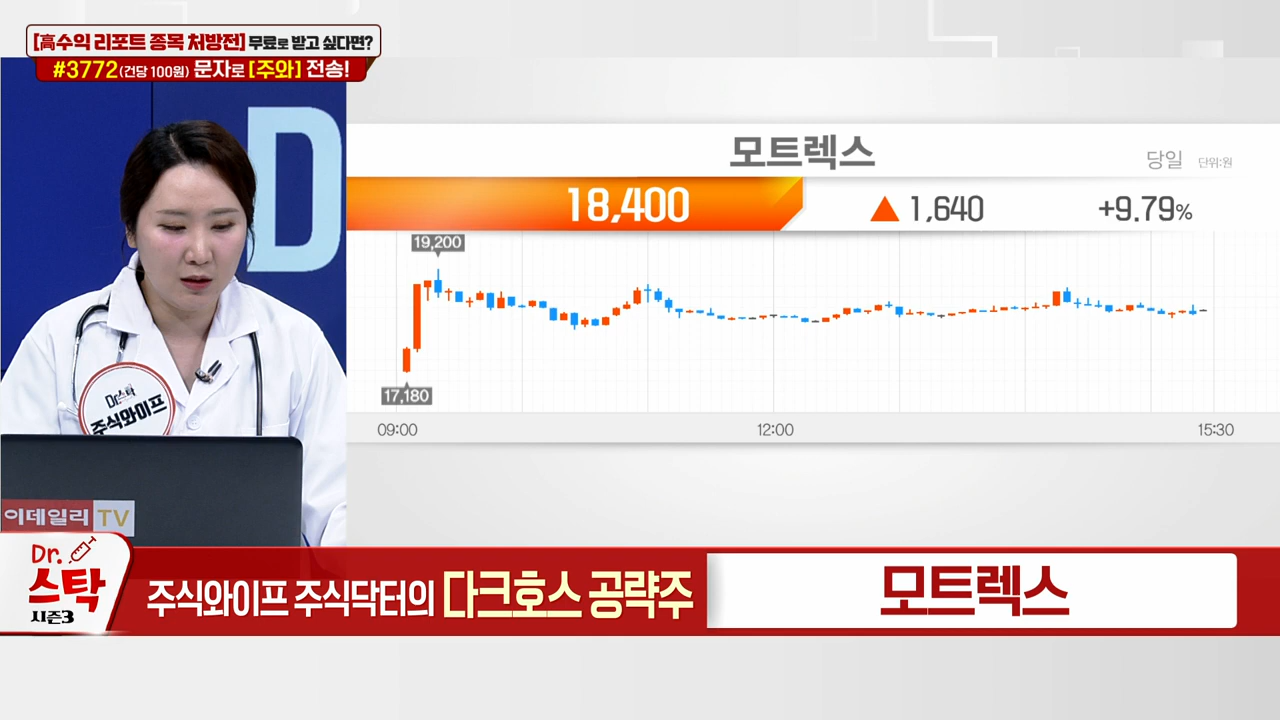 [高수익 리포트 종목 처방전] 무료로 받고 싶다면?
#3772(건당 100원) 문자로 [주와] 전송!
D
모트렉스
당일 단위:원
18,400 ▲ 1,640 +9.79%
19,200
17,180
09:00 12:00 15:30
Dr.스탁
주식와이프
이데일리 TV
Dr.
스탁
시즌3
주식와이프 주식닥터의 다크호스 공략주
모트렉스